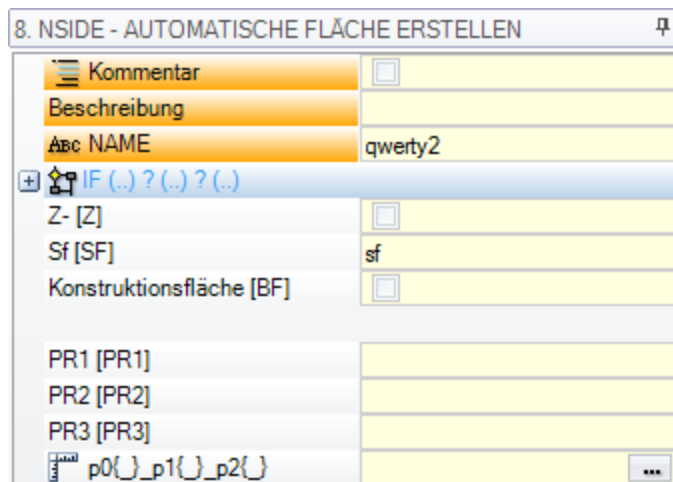 8. NSIDE - AUTOMATISCHE FLÄCHE ERSTELLEN
Kommentar
Beschreibung
ABC NAME qwerty2
IF (..) ? (..) ? (..)
Z- [Z]
Sf [SF] sf
Konstruktionsfläche [BF]
PR1 [PR1]
PR2 [PR2]
PR3 [PR3]
p0{_}_p1{_}_p2{_} ...